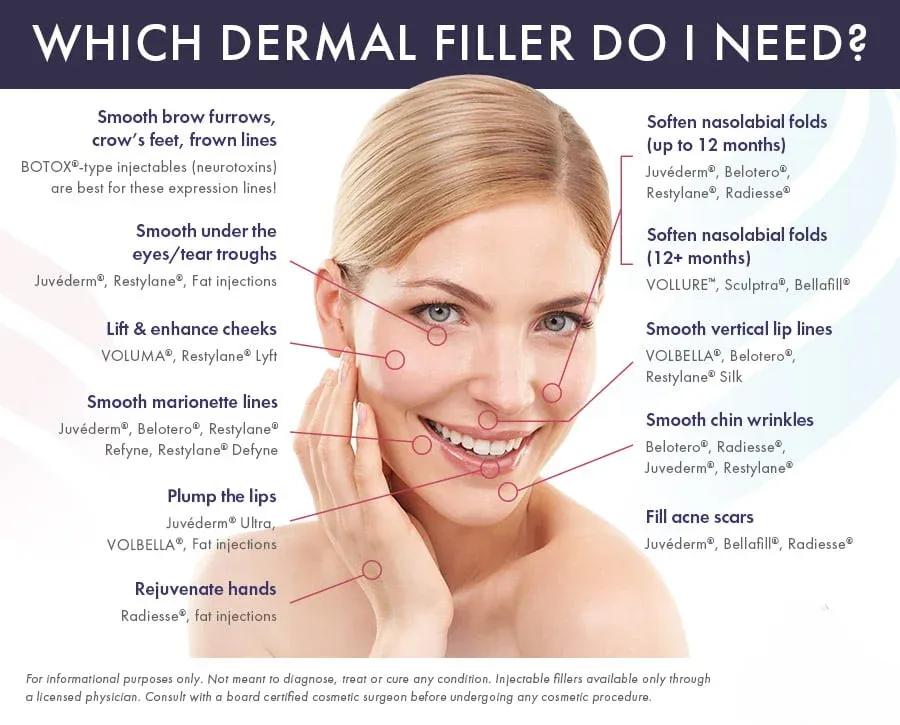 WHICH DERMAL FILLER DO I NEED?
Smooth brow furrows,
crow's feet, frown lines
BOTOX®-type injectables (neurotoxins)
are best for these expression lines!
Smooth under the
eyes/tear troughs
Juvéderm®, Restylane®, Fat injections
Lift & enhance cheeks
VOLUMA®, Restylane® Lyft
Smooth marionette lines
Juvéderm®, Belotero®, Restylane®
Refyne, Restylane® Defyne
Plump the lips
Juvéderm® Ultra,
VOLBELLA®, Fat injections
Rejuvenate hands
Radiesse®, fat injections
Soften nasolabial folds
(up to 12 months)
Juvéderm®, Belotero®,
Restylane®, Radiesse®
Soften nasolabial folds
(12+ months)
VOLLURE™, Sculptra®, Bellafill®
Smooth vertical lip lines
VOLBELLA®, Belotero®,
Restylane® Silk
Smooth chin wrinkles
Belotero®, Radiesse®,
Juvederm®, Restylane®
Fill acne scars
Juvéderm®, Bellafill®, Radiesse®
For informational purposes only. Not meant to diagnose, treat or cure any condition. Injectable fillers available only through
a licensed physician. Consult with a board certified cosmetic surgeon before undergoing any cosmetic procedure.